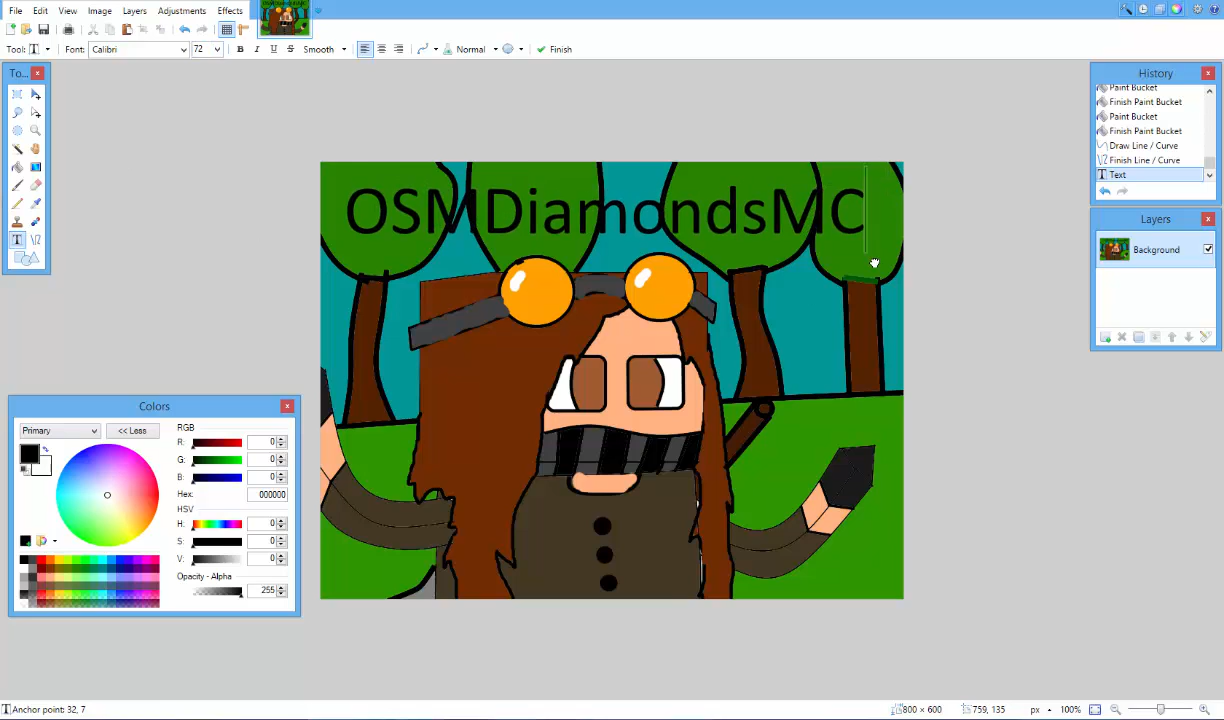 File Edit View Image Layers Adjustments Effects
Tool: T Font: Calibri 72 B I U S Smooth Normal Finish
To...
History
Paint Bucket
Finish Paint Bucket
Paint Bucket
Finish Paint Bucket
Draw Line / Curve
Finish Line / Curve
Text
Layers
Background
OSMDiamondsMC
Colors
Primary
<< Less
RGB
R: 0
G: 0
B: 0
Hex: 000000
HSV
H: 0
S: 0
V: 0
Opacity - Alpha
255
Anchor point: 32, 7
800 × 600
759, 135
px
100%